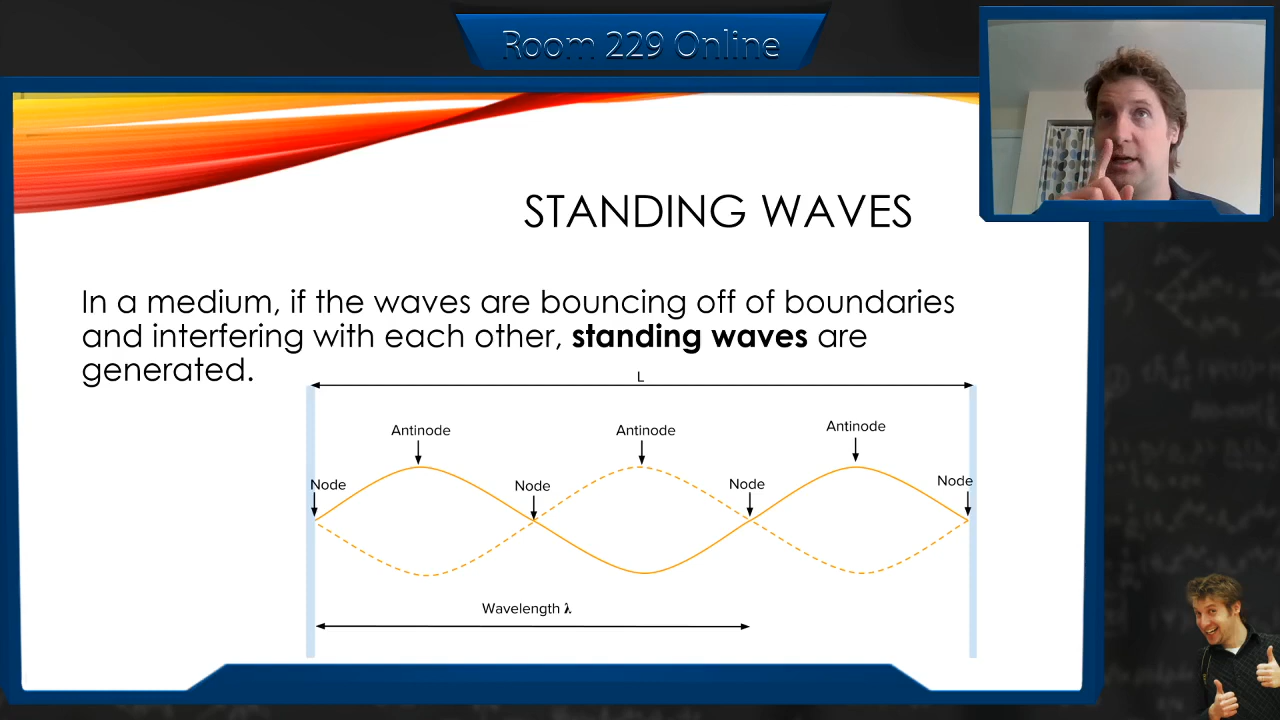 Room 229 Online
STANDING WAVES
In a medium, if the waves are bouncing off of boundaries
and interfering with each other, standing waves are
generated.
L
Antinode
Antinode
Antinode
Node
Node
Node
Node
Wavelength λ